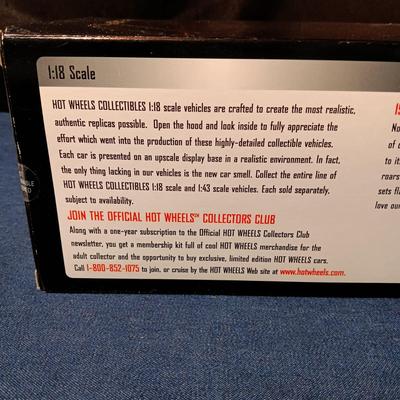 1:18 Scale
HOT WHEELS COLLECTIBLES 1:18 scale vehicles are crafted to create the most realistic,
authentic replicas possible. Open the hood and look inside to fully appreciate the
effort which went into the production of these highly-detailed collectible vehicles.
Each car is presented on an upscale display base in a realistic environment. In fact,
the only thing lacking in our vehicles is the new car smell. Collect the entire line of
HOT WHEELS COLLECTIBLES 1:18 scale and 1:43 scale vehicles. Each sold separately,
subject to availability.
JOIN THE OFFICIAL HOT WHEELS℠ COLLECTORS CLUB
Along with a one-year subscription to the Official HOT WHEELS Collectors Club
newsletter, you get a membership kit full of cool HOT WHEELS merchandise for the
adult collector and the opportunity to buy exclusive, limited edition HOT WHEELS cars.
Call 1-800-852-1075 to join, or cruise by the HOT WHEELS Web site at www.hotwheels.com.
No
of
it
roars
sets fl
love our